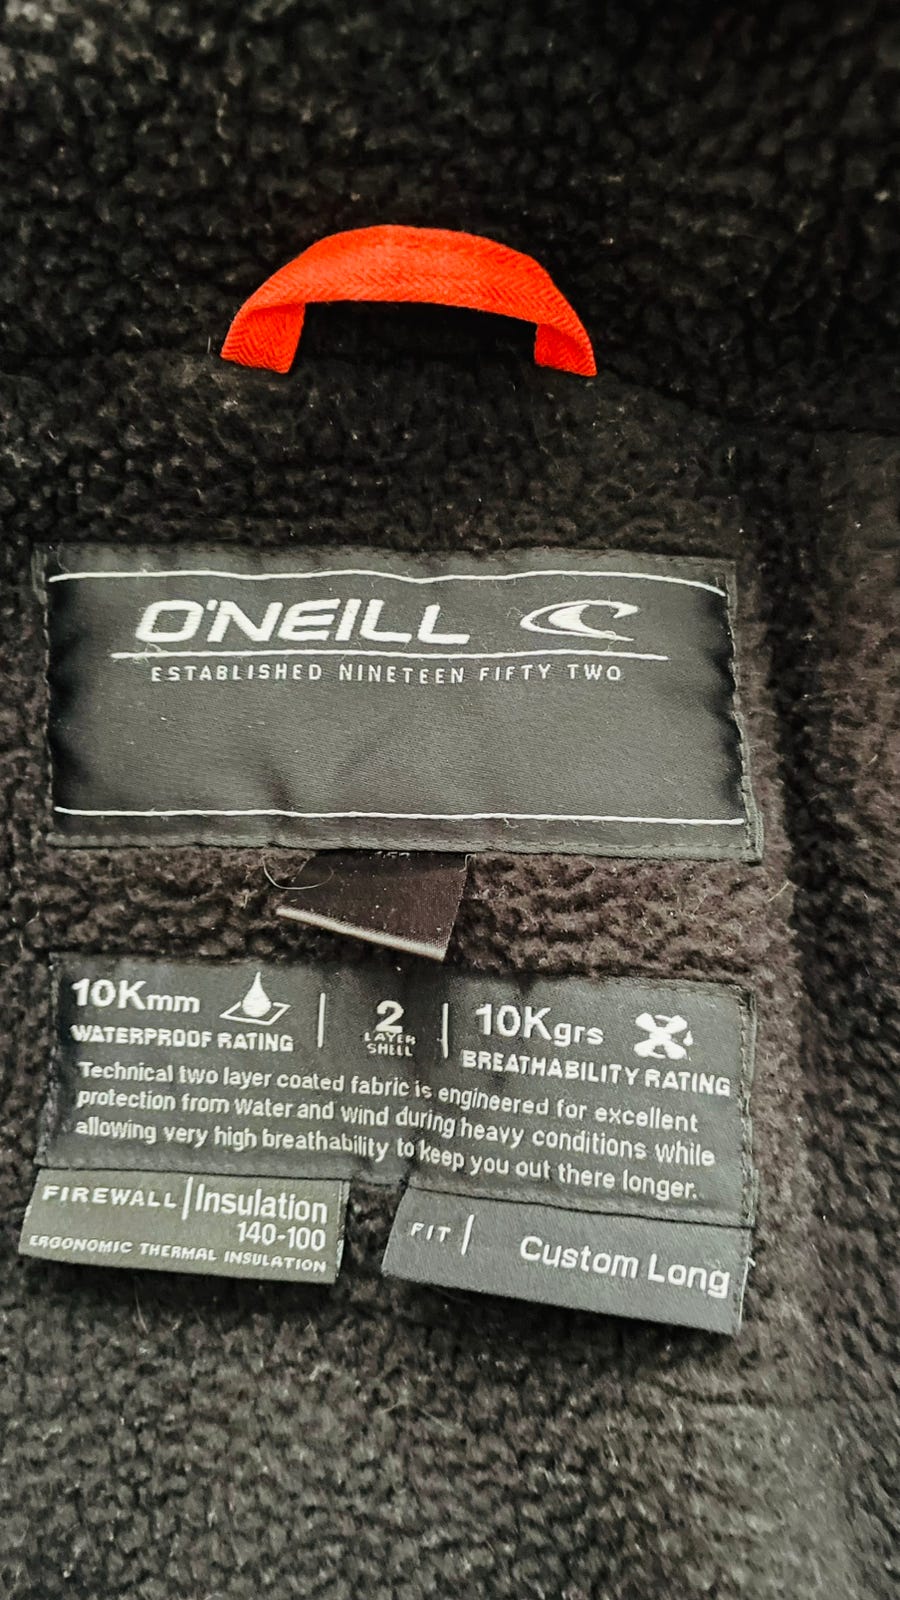 O'NEILL
ESTABLISHED NINETEEN FIFTY TWO
10Kmm
WATERPROOF RATING
2
LAYER
SHELL
10Kgrs
BREATHABILITY RATING
Technical two layer coated fabric is engineered for excellent
protection from water and wind during heavy conditions while
allowing very high breathability to keep you out there longer.
FIREWALL | Insulation
140-100
ERGONOMIC THERMAL INSULATION
FIT | Custom Long